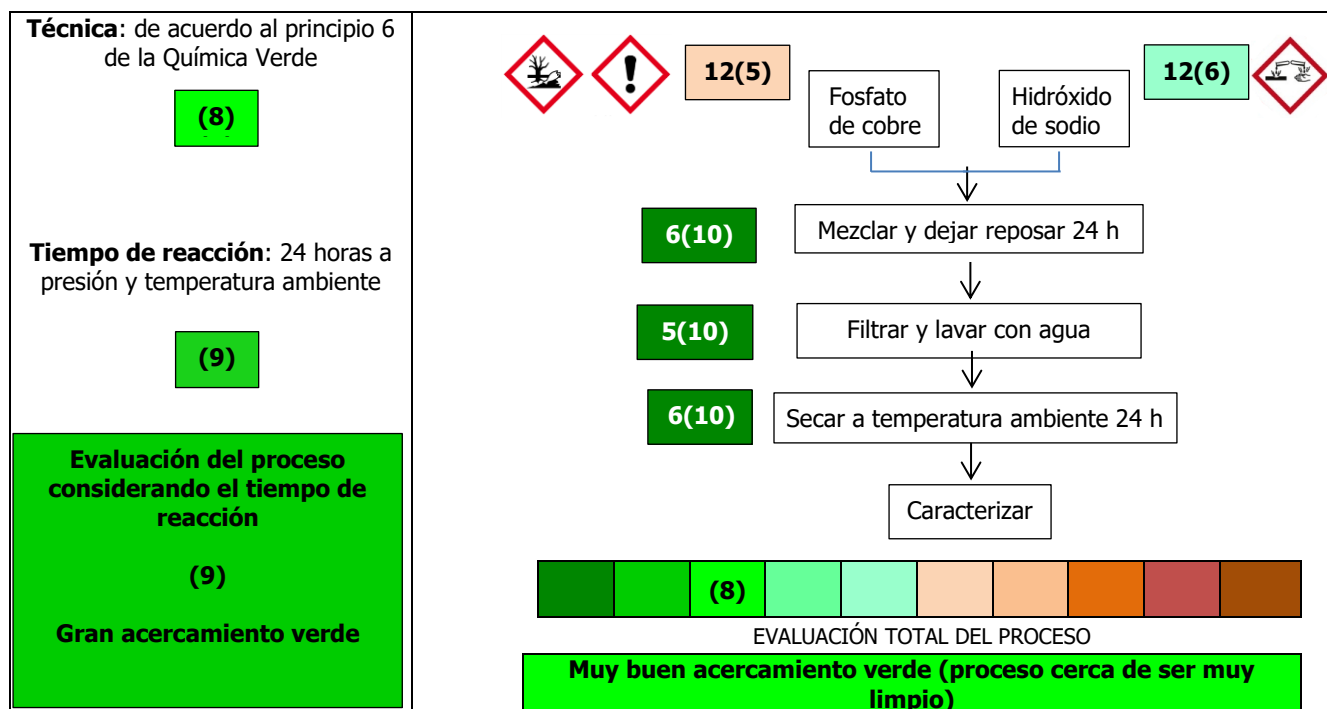 Técnica: de acuerdo al principio 6
de la Química Verde
(8)
Tiempo de reacción: 24 horas a
presión y temperatura ambiente
(9)
Evaluación del proceso
considerando el tiempo de
reacción
(9)
Gran acercamiento verde
12(5)
12(6)
Fosfato
de cobre
Hidróxido
de sodio
6(10)
Mezclar y dejar reposar 24 h
5(10)
Filtrar y lavar con agua
6(10)
Secar a temperatura ambiente 24 h
Caracterizar
(8)
EVALUACIÓN TOTAL DEL PROCESO
Muy buen acercamiento verde (proceso cerca de ser muy
limpio)